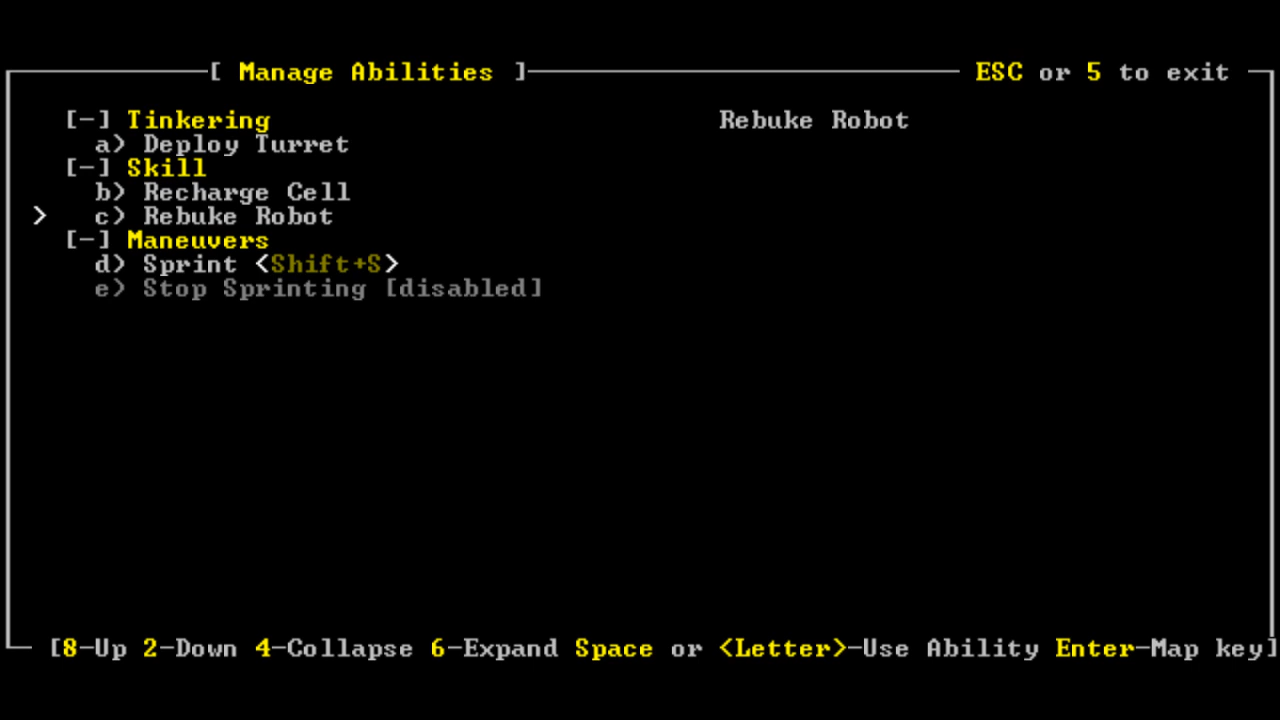 [ Manage Abilities ] ESC or 5 to exit
[-] Tinkering Rebuke Robot
a) Deploy Turret
[-] Skill
b) Recharge Cell
> c) Rebuke Robot
[-] Maneuvers
d) Sprint <Shift+S>
e) Stop Sprinting [disabled]
[8-Up 2-Down 4-Collapse 6-Expand Space or <Letter>-Use Ability Enter-Map key]